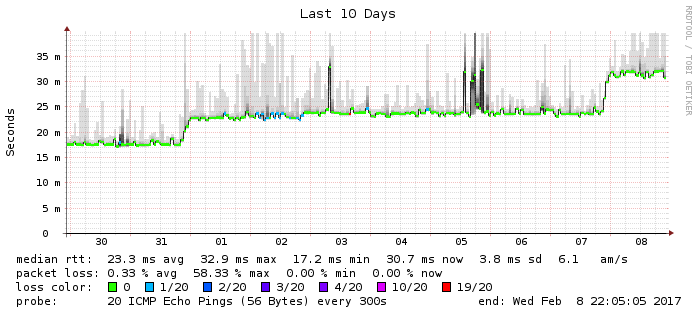 Last 10 Days
RRDTOOL / TOBI OETIKER
Seconds
35 m
30 m
25 m
20 m
15 m
10 m
5 m
0
30 31 01 02 03 04 05 06 07 08
median rtt: 23.3 ms avg 32.9 ms max 17.2 ms min 30.7 ms now 3.8 ms sd 6.1 am/s
packet loss: 0.33 % avg 58.33 % max 0.00 % min 0.00 % now
loss color: 0 1/20 2/20 3/20 4/20 10/20 19/20
probe: 20 ICMP Echo Pings (56 Bytes) every 300s end: Wed Feb 8 22:05:05 2017